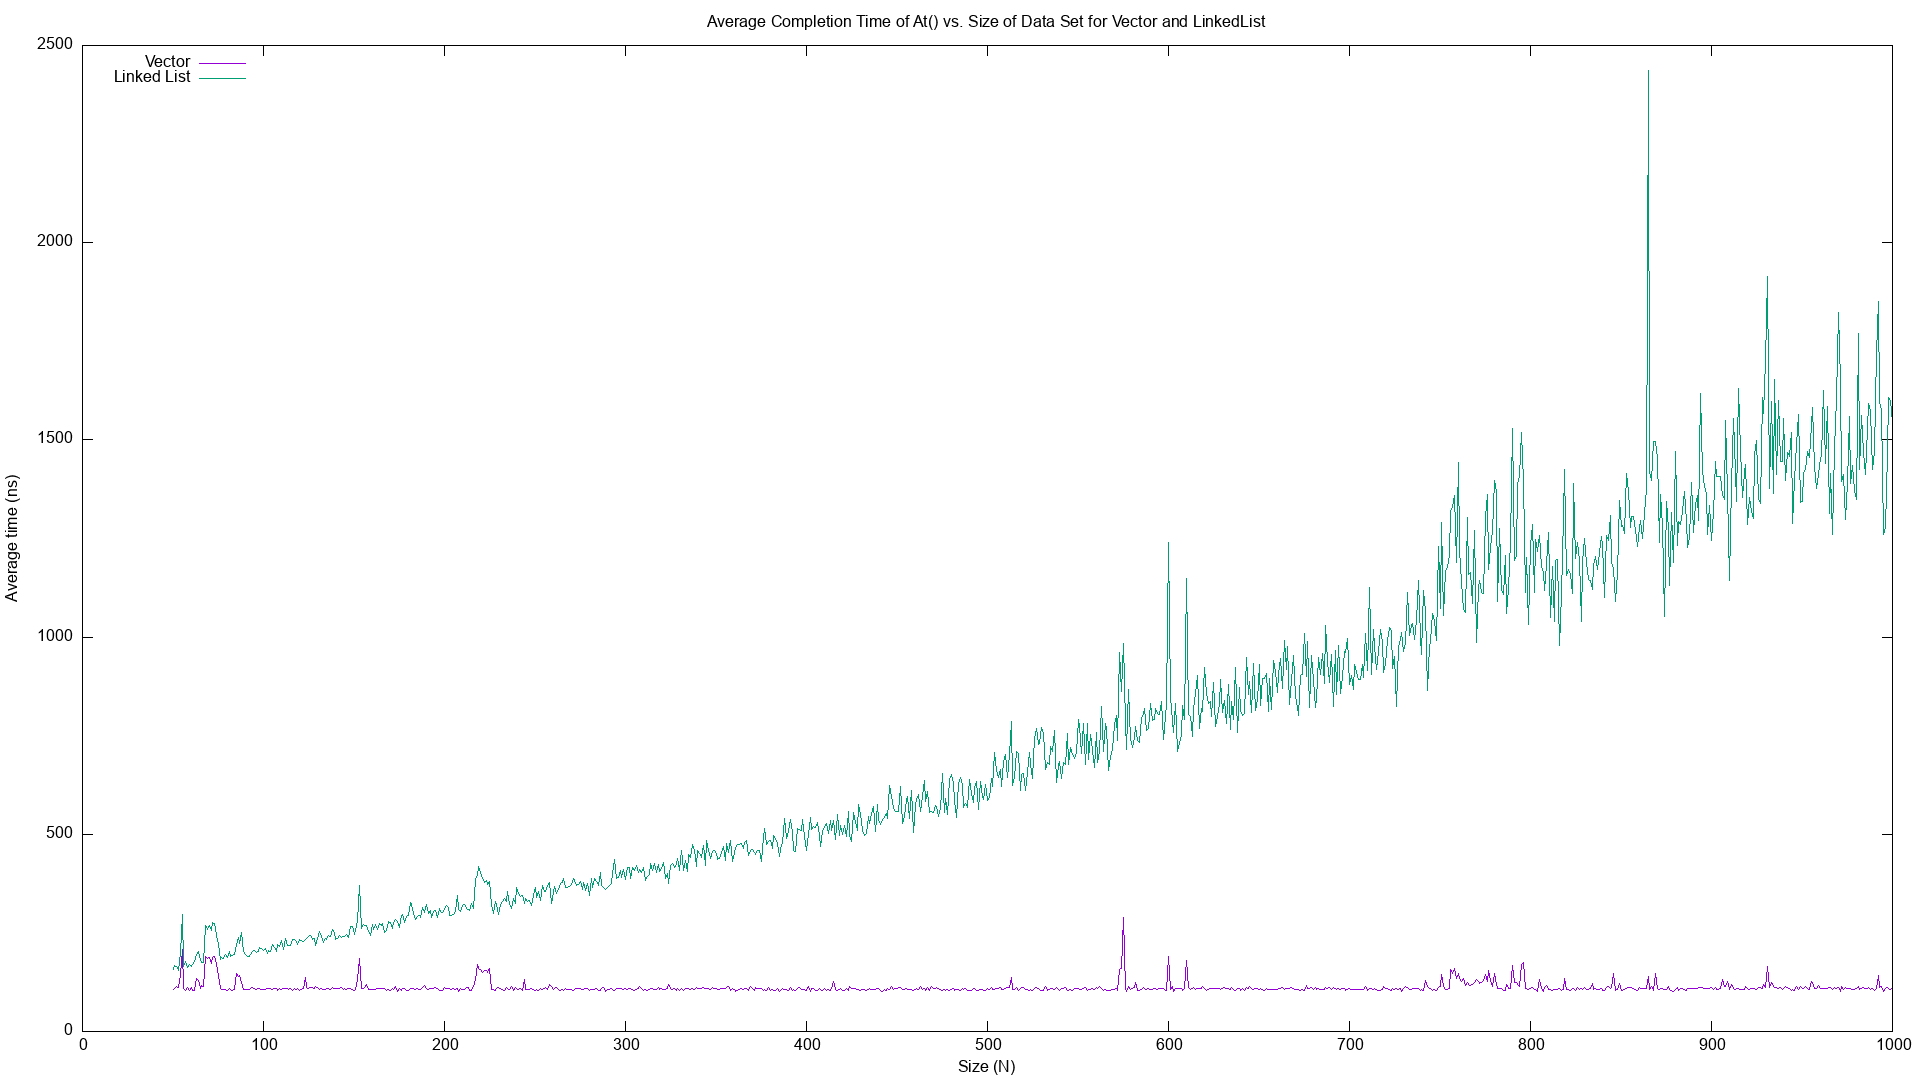 Average Completion Time of At() vs. Size of Data Set for Vector and LinkedList
2500
2000
1500
1000
500
0
Average time (ns)
Vector
Linked List
0 100 200 300 400 500 600 700 800 900 1000
Size (N)